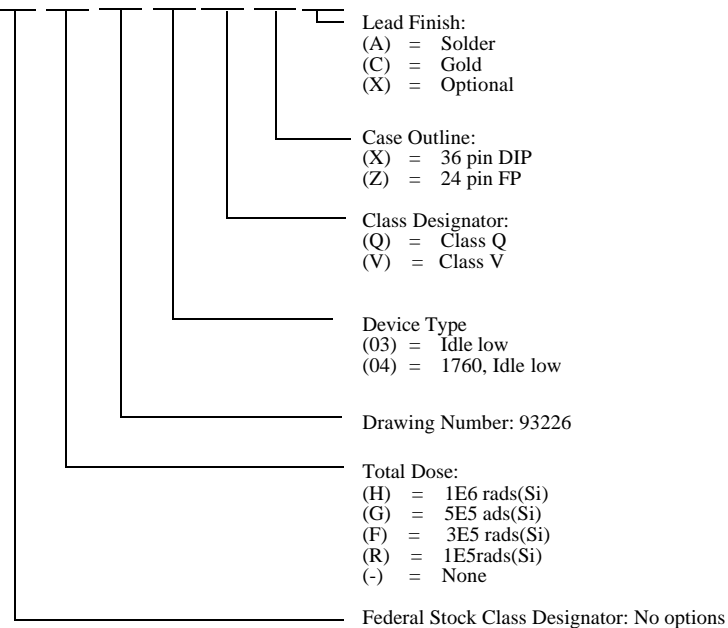 Lead Finish:
(A) = Solder
(C) = Gold
(X) = Optional
Case Outline:
(X) = 36 pin DIP
(Z) = 24 pin FP
Class Designator:
(Q) = Class Q
(V) = Class V
Device Type
(03) = Idle low
(04) = 1760, Idle low
Drawing Number: 93226
Total Dose:
(H) = 1E6 rads(Si)
(G) = 5E5 ads(Si)
(F) = 3E5 rads(Si)
(R) = 1E5rads(Si)
(-) = None
Federal Stock Class Designator: No options